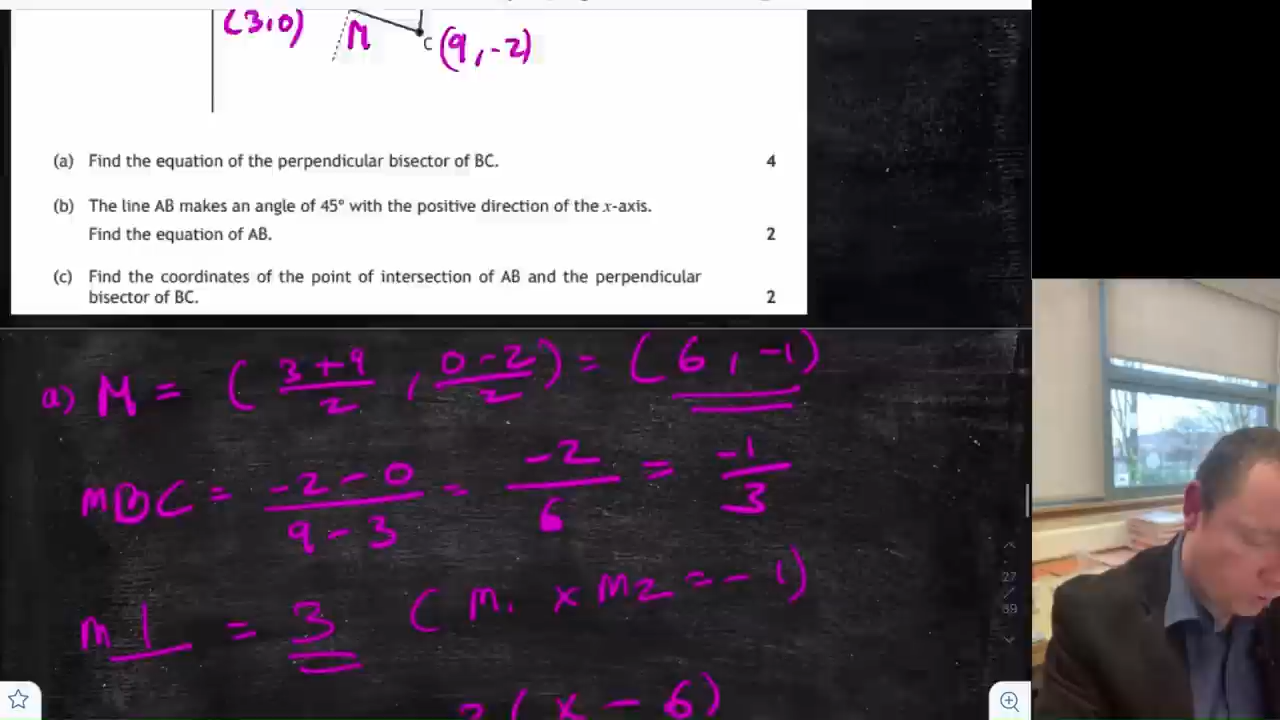 (3,0) M C (9,-2)
(a) Find the equation of the perpendicular bisector of BC. 4
(b) The line AB makes an angle of 45° with the positive direction of the x-axis.
Find the equation of AB. 2
(c) Find the coordinates of the point of intersection of AB and the perpendicular
bisector of BC. 2
a) M = ( 3+9/2 , 0-2/2 ) = ( 6 , -1 )
mBC = -2-0/9-3 = -2/6 = -1/3
m⊥ = 3 ( m₁ x m2 = -1 )
( x - 6 )
27
/
39